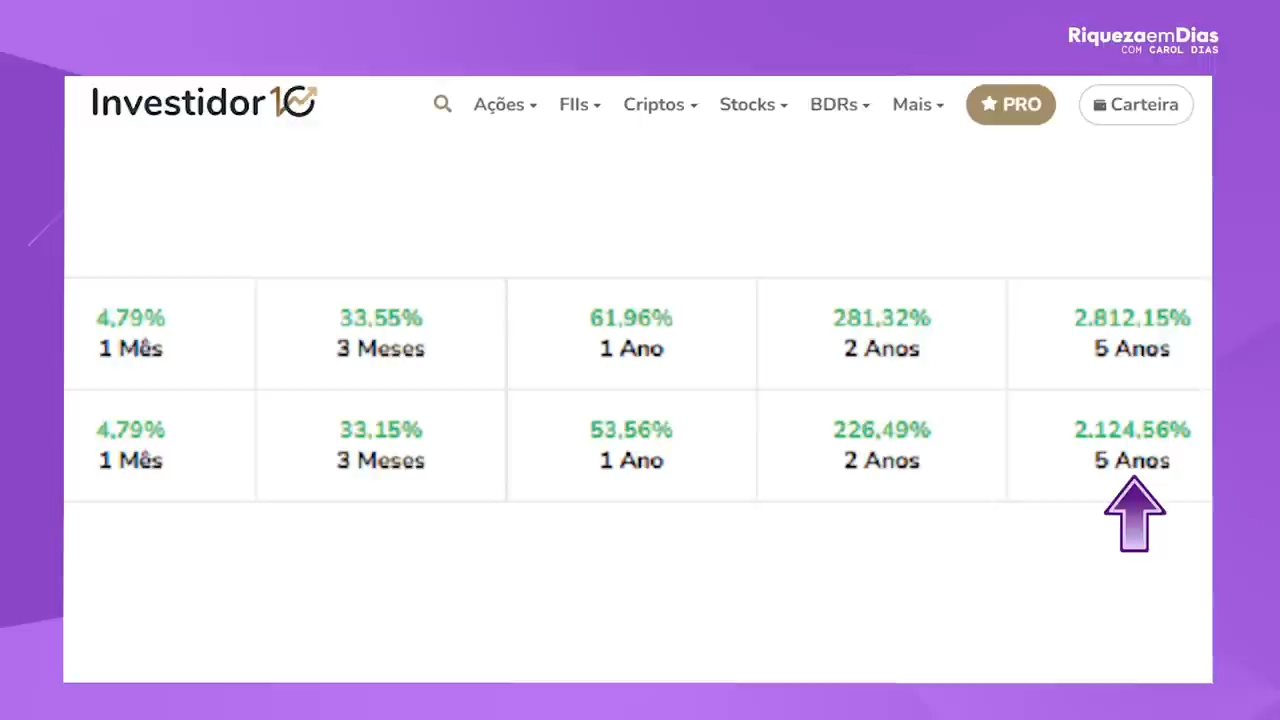 RiquezaemDias
COM CAROL DIAS
Investidor 10
Ações
FIIs
Criptos
Stocks
BDRs
Mais
PRO
Carteira
4,79% 33,55% 61,96% 281,32% 2.812,15%
1 Mês 3 Meses 1 Ano 2 Anos 5 Anos
4,79% 33,15% 53,56% 226,49% 2.124,56%
1 Mês 3 Meses 1 Ano 2 Anos 5 Anos